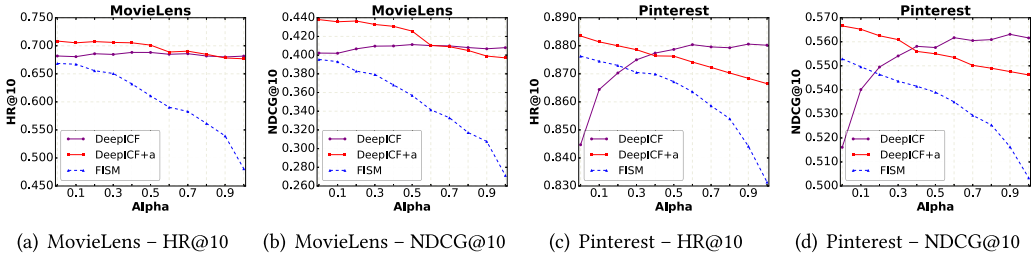 MovieLens
HR@10
0.750
0.700
0.650
0.600
0.550
0.500
0.450
DeepICF
DeepICF+a
FISM
0.1 0.3 0.5 0.7 0.9
Alpha
(a) MovieLens – HR@10
MovieLens
NDCG@10
0.440
0.420
0.400
0.380
0.360
0.340
0.320
0.300
0.280
0.260
DeepICF
DeepICF+a
FISM
0.1 0.3 0.5 0.7 0.9
Alpha
(b) MovieLens – NDCG@10
Pinterest
HR@10
0.890
0.880
0.870
0.860
0.850
0.840
0.830
DeepICF
DeepICF+a
FISM
0.1 0.3 0.5 0.7 0.9
Alpha
(c) Pinterest – HR@10
Pinterest
NDCG@10
0.570
0.560
0.550
0.540
0.530
0.520
0.510
0.500
DeepICF
DeepICF+a
FISM
0.1 0.3 0.5 0.7 0.9
Alpha
(d) Pinterest – NDCG@10